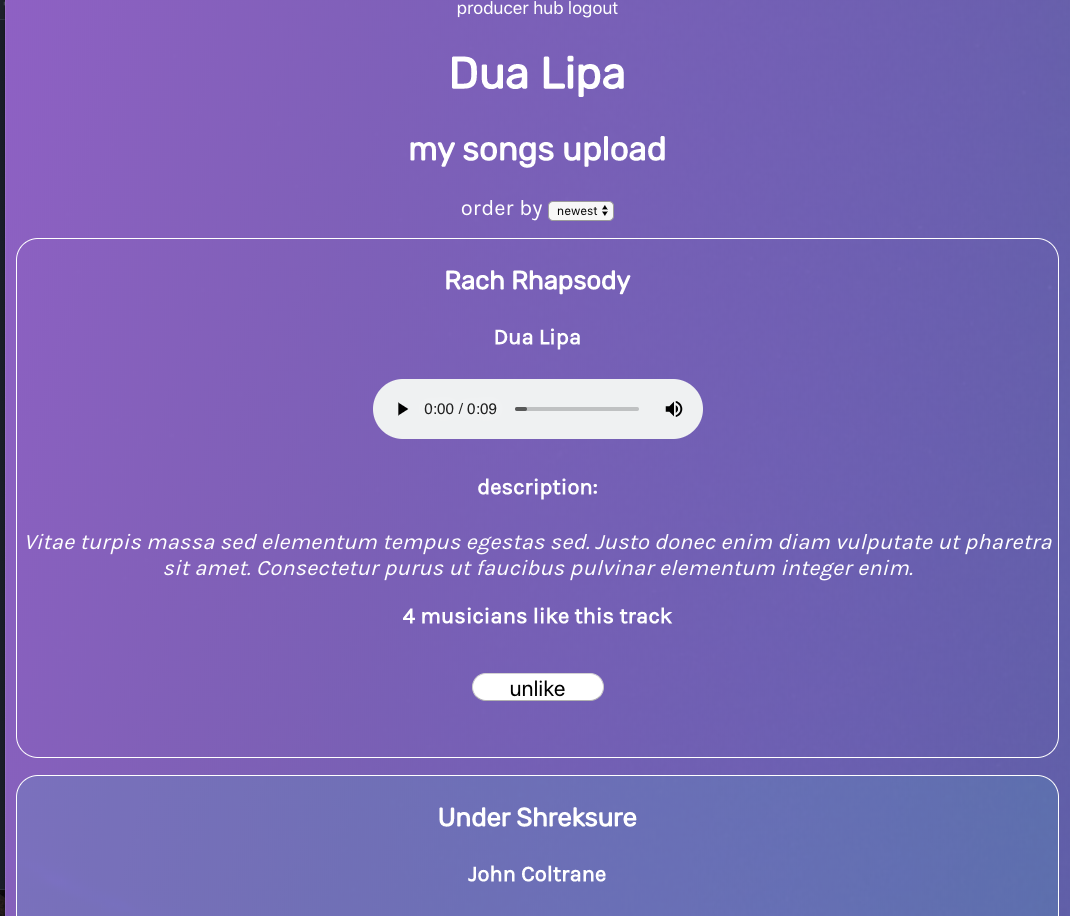 producer hub logout
Dua Lipa
my songs upload
order by newest
Rach Rhapsody
Dua Lipa
0:00 / 0:09
description:
Vitae turpis massa sed elementum tempus egestas sed. Justo donec enim diam vulputate ut pharetra
sit amet. Consectetur purus ut faucibus pulvinar elementum integer enim.
4 musicians like this track
unlike
Under Shreksure
John Coltrane